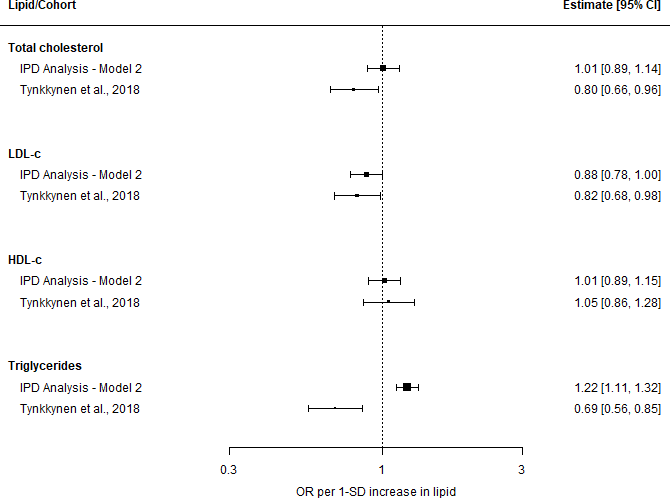 Lipid/Cohort Estimate [95% CI]
Total cholesterol
IPD Analysis - Model 2 1.01 [0.89, 1.14]
Tynkkynen et al., 2018 0.80 [0.66, 0.96]
LDL-c
IPD Analysis - Model 2 0.88 [0.78, 1.00]
Tynkkynen et al., 2018 0.82 [0.68, 0.98]
HDL-c
IPD Analysis - Model 2 1.01 [0.89, 1.15]
Tynkkynen et al., 2018 1.05 [0.86, 1.28]
Triglycerides
IPD Analysis - Model 2 1.22 [1.11, 1.32]
Tynkkynen et al., 2018 0.69 [0.56, 0.85]
0.3 1 3
OR per 1-SD increase in lipid